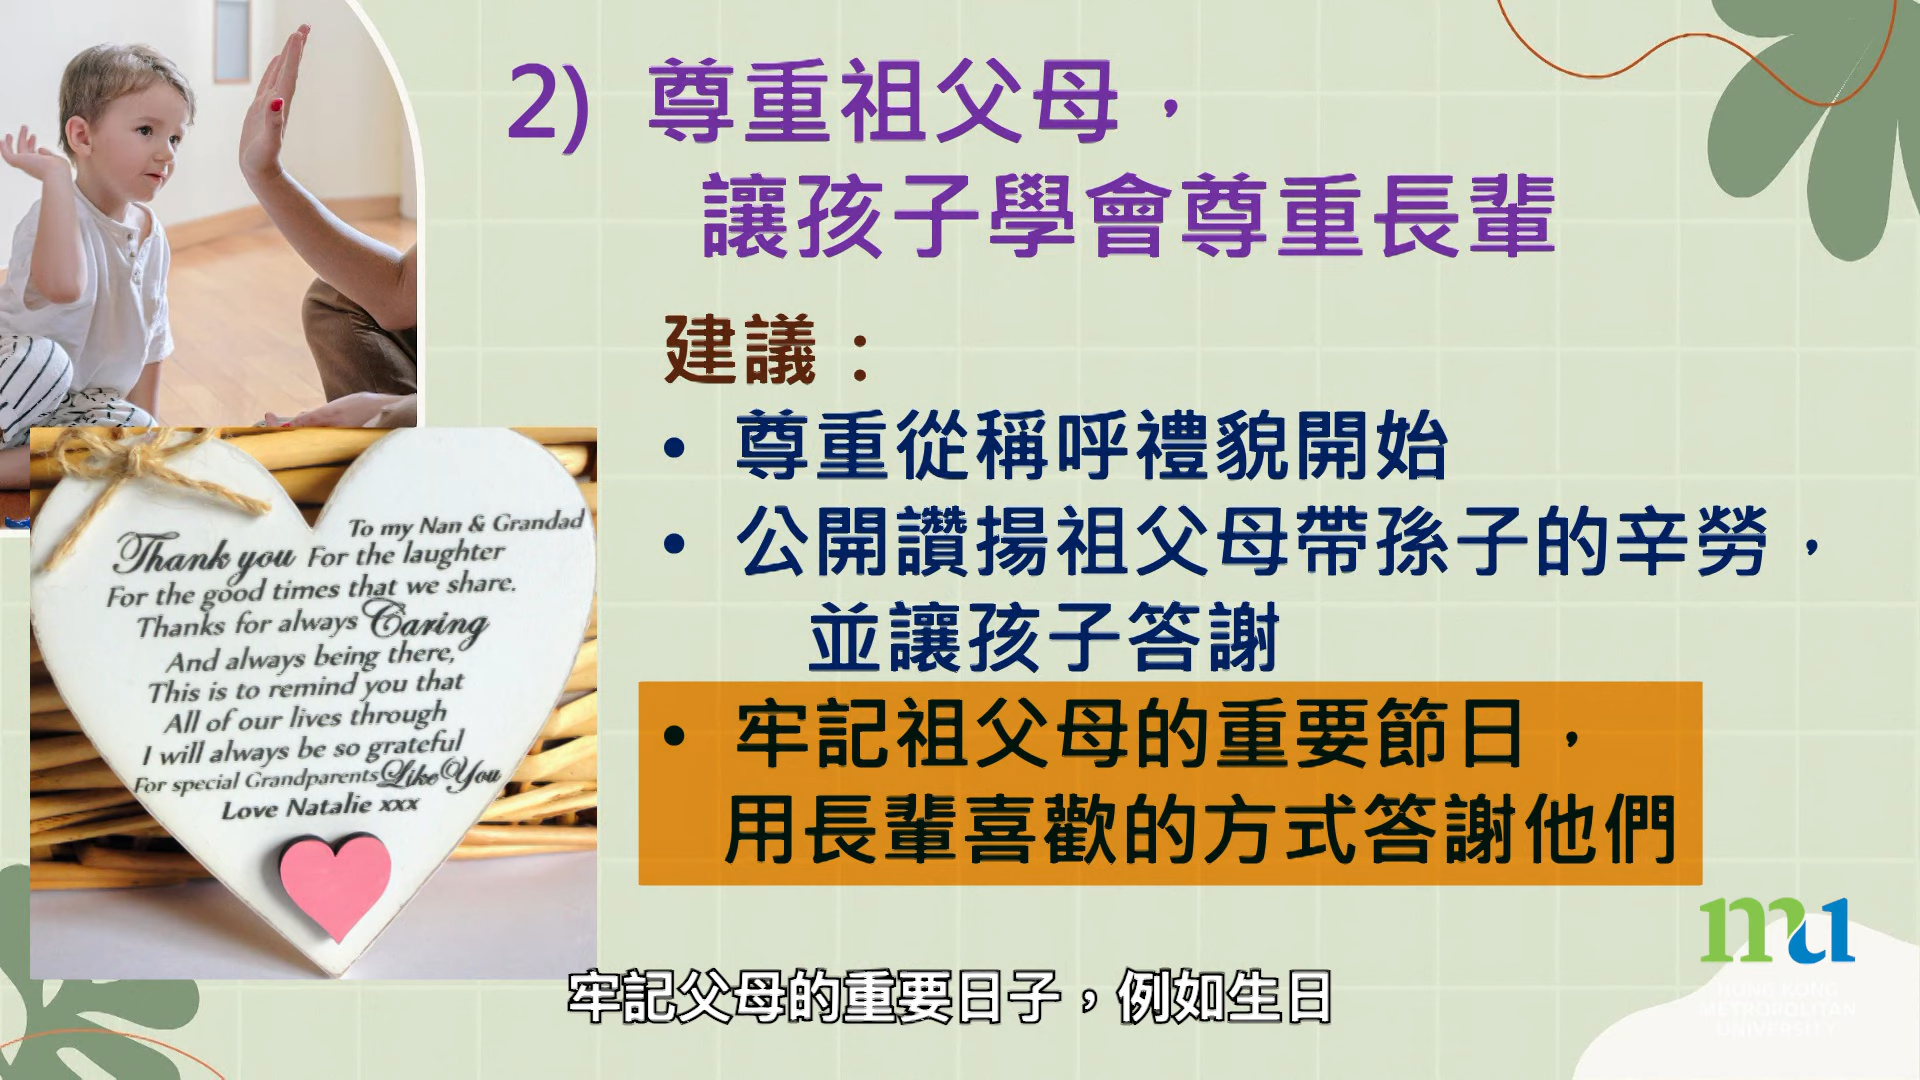 2) 尊重祖父母，
讓孩子學會尊重長輩
建議：
• 尊重從稱呼禮貌開始
• 公開讚揚祖父母帶孫子的辛勞，
並讓孩子答謝
• 牢記祖父母的重要節日，
用長輩喜歡的方式答謝他們
To my Nan & Grandad
Thank you For the laughter
For the good times that we share.
Thanks for always Caring
And always being there,
This is to remind you that
All of our lives through
I will always be so grateful
For special Grandparents Like You
Love Natalie xxx
mu
HONG KONG
METROPOLITAN
UNIVERSITY
牢記父母的重要日子，例如生日